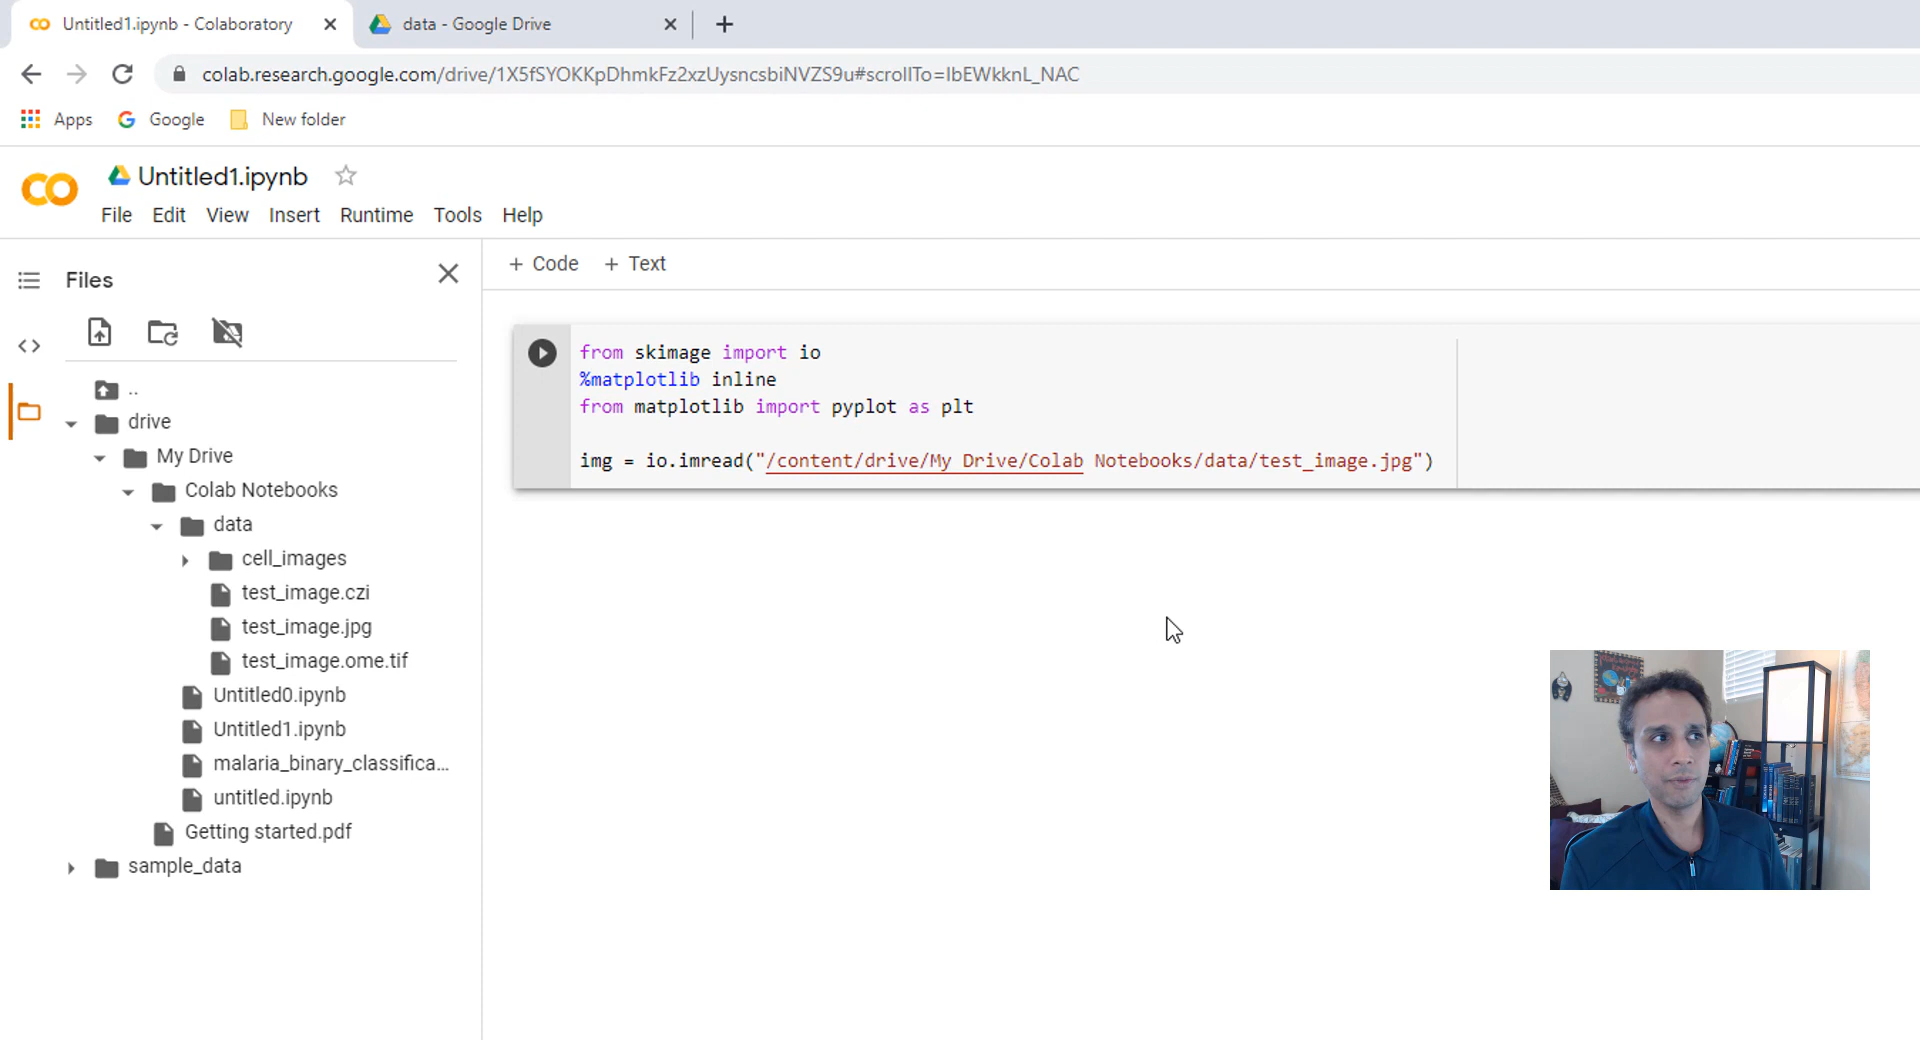 Untitled1.ipynb - Colaboratory
data - Google Drive
colab.research.google.com/drive/1X5fSYOKKpDhmkFz2xzUysncsbiNVZS9u#scrollTo=IbEWkknL_NAC
Apps
Google
New folder
Untitled1.ipynb
File Edit View Insert Runtime Tools Help
Files
+ Code + Text
..
drive
My Drive
Colab Notebooks
data
cell_images
test_image.czi
test_image.jpg
test_image.ome.tif
Untitled0.ipynb
Untitled1.ipynb
malaria_binary_classifica...
untitled.ipynb
Getting started.pdf
sample_data
from skimage import io
%matplotlib inline
from matplotlib import pyplot as plt
img = io.imread("/content/drive/My Drive/Colab Notebooks/data/test_image.jpg")